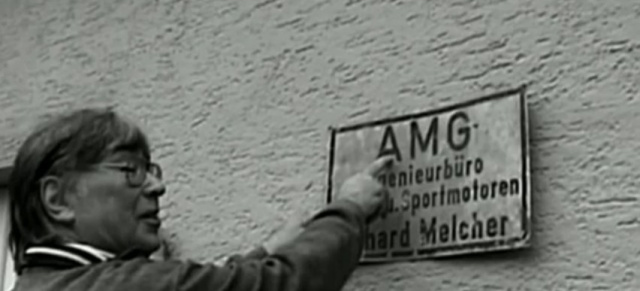 AMG
genieurbüro
u. Sportmotoren
hard Melcher